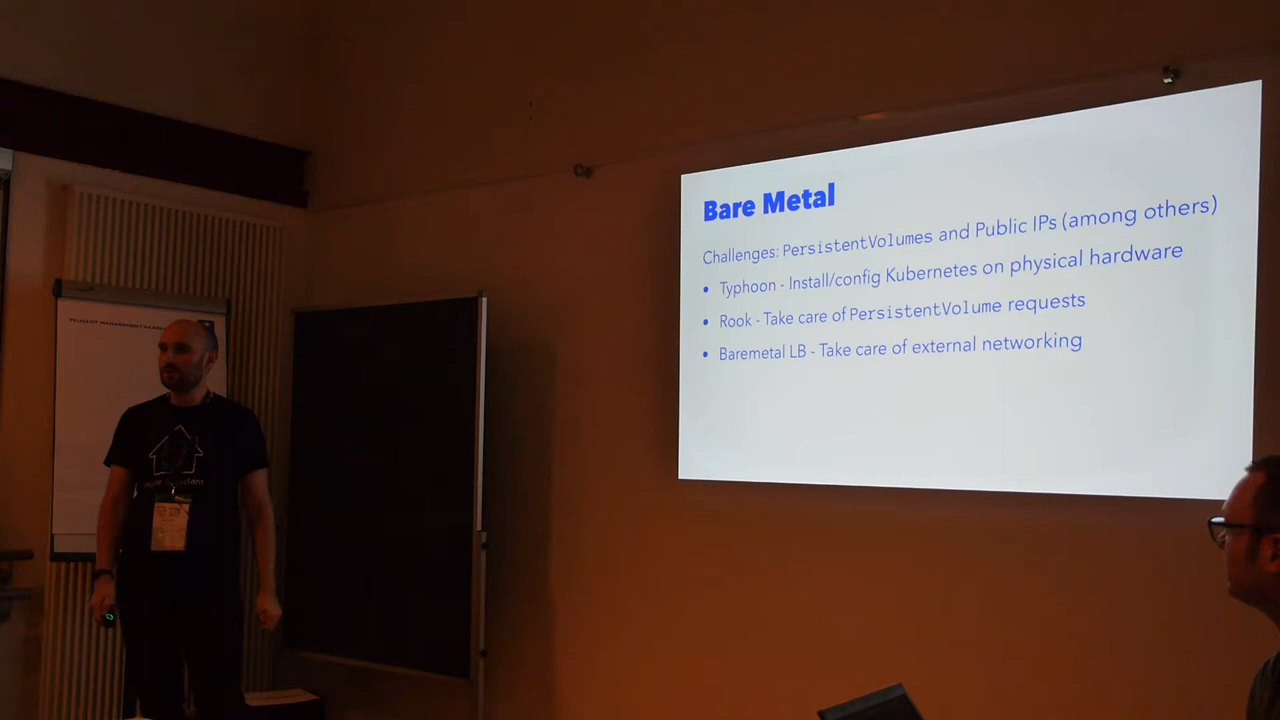 Bare Metal
Challenges: PersistentVolumes and Public IPs (among others)
• Typhoon - Install/config Kubernetes on physical hardware
• Rook - Take care of PersistentVolume requests
• Baremetal LB - Take care of external networking